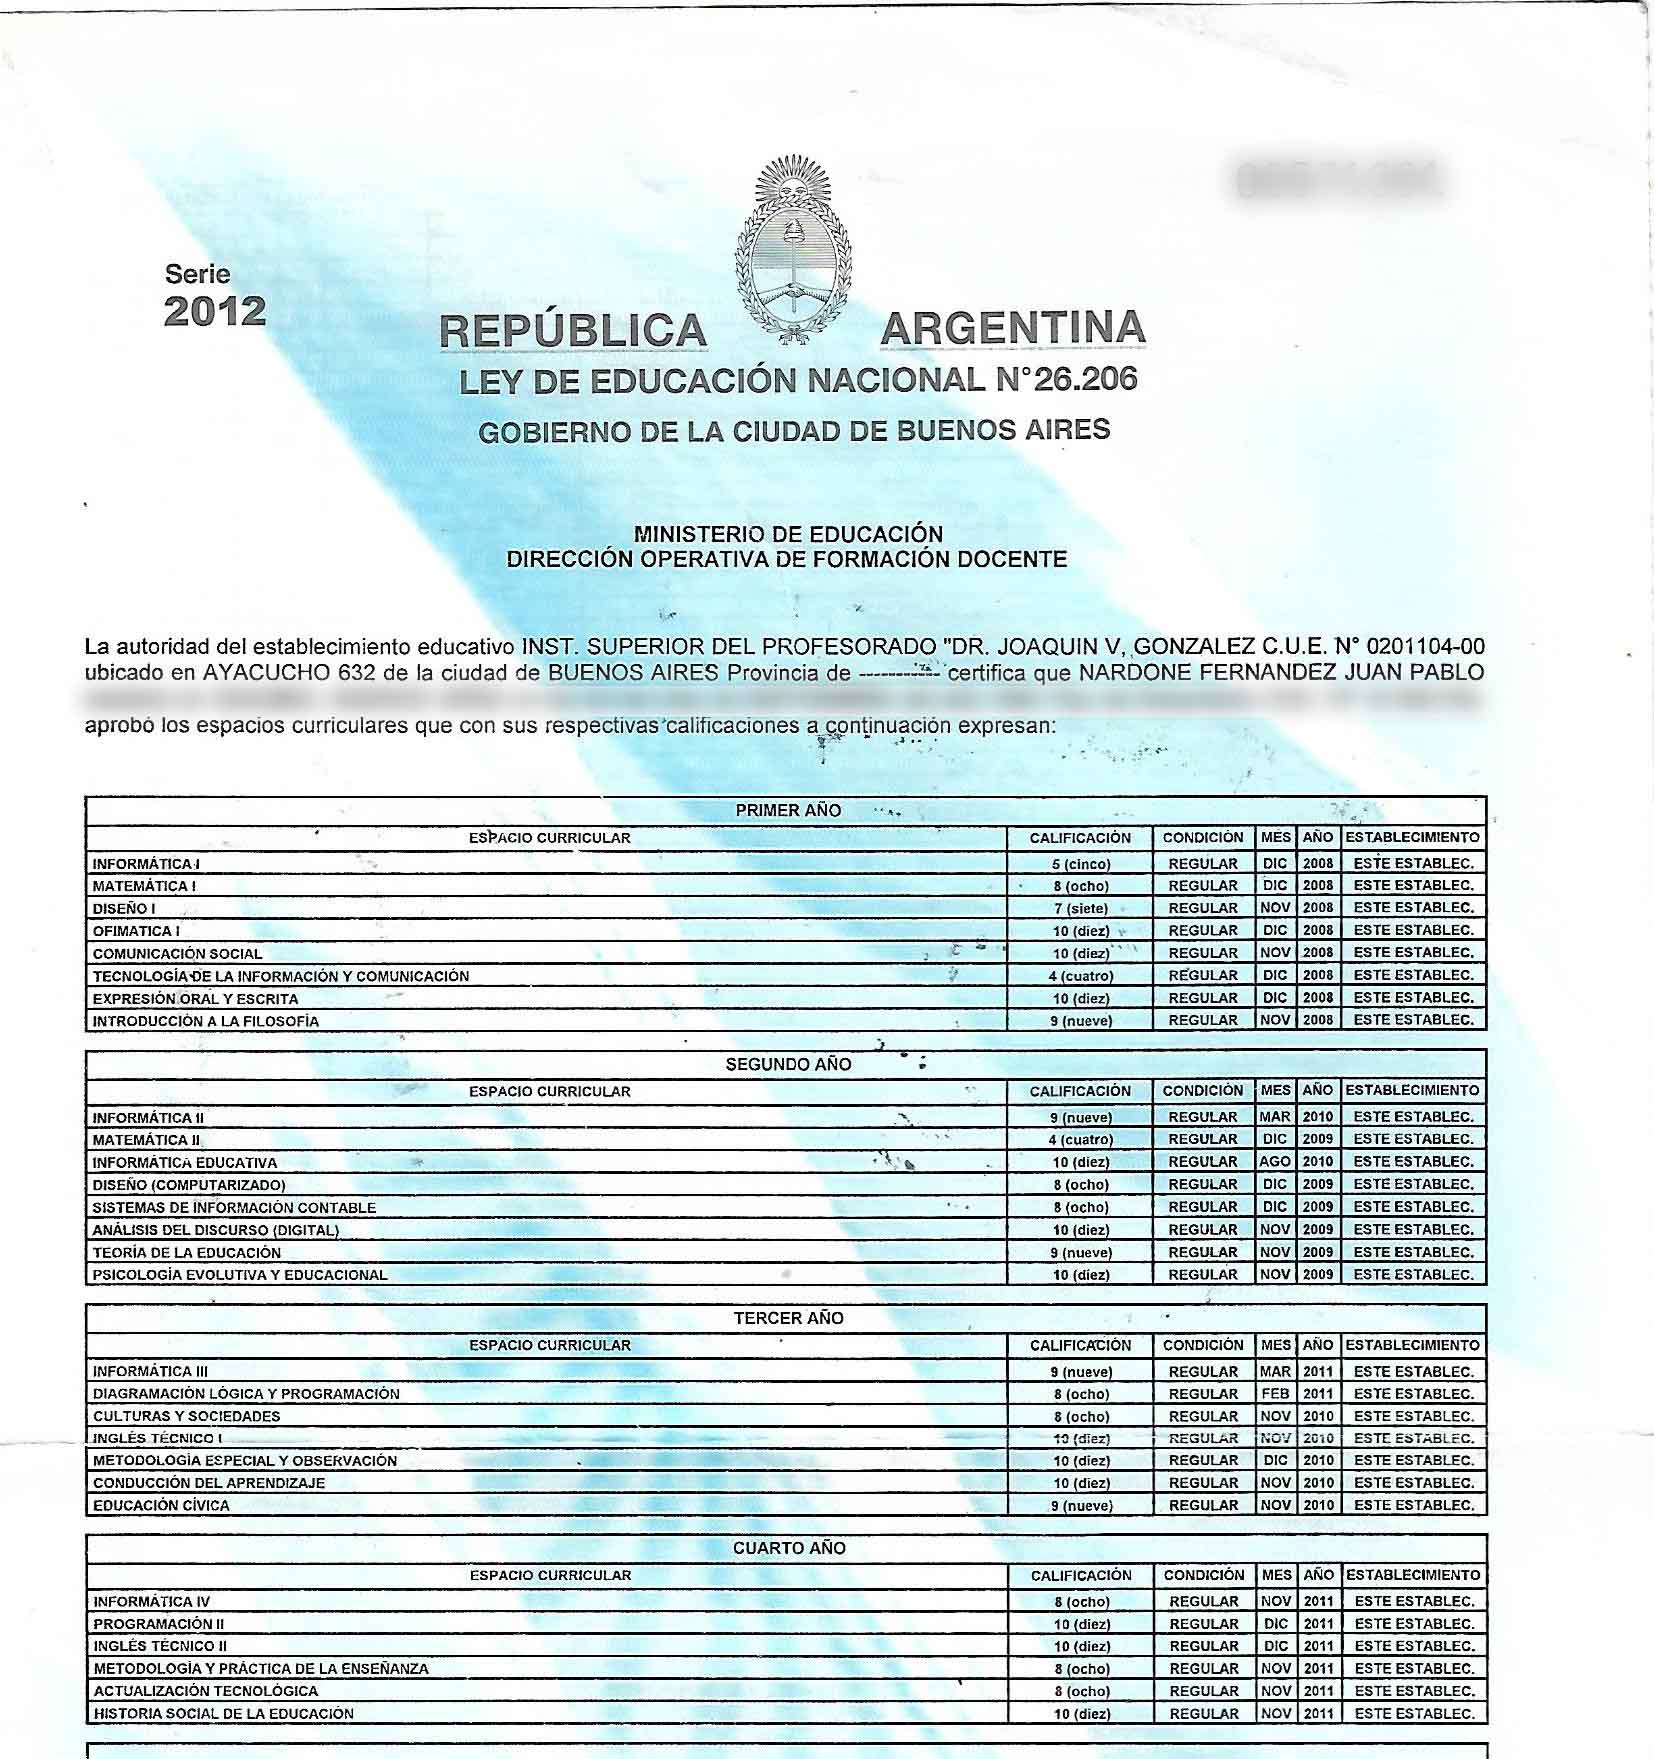 Serie
2012
REPÚBLICA ARGENTINA
LEY DE EDUCACIÓN NACIONAL N°26.206
GOBIERNO DE LA CIUDAD DE BUENOS AIRES
MINISTERIO DE EDUCACIÓN
DIRECCIÓN OPERATIVA DE FORMACIÓN DOCENTE
La autoridad del establecimiento educativo INST. SUPERIOR DEL PROFESORADO "DR. JOAQUIN V, GONZALEZ C.U.E. N° 0201104-00
ubicado en AYACUCHO 632 de la ciudad de BUENOS AIRES Provincia de ----------- certifica que NARDONE FERNANDEZ JUAN PABLO
aprobó los espacios curriculares que con sus respectivas calificaciones a continuación expresan:
PRIMER AÑO
ESPACIO CURRICULAR CALIFICACIÓN CONDICIÓN MES AÑO ESTABLECIMIENTO
INFORMÁTICA I 5 (cinco) REGULAR DIC 2008 ESTE ESTABLEC.
MATEMÁTICA I 8 (ocho) REGULAR DIC 2008 ESTE ESTABLEC.
DISEÑO I 7 (siete) REGULAR NOV 2008 ESTE ESTABLEC.
OFIMATICA I 10 (diez) REGULAR DIC 2008 ESTE ESTABLEC.
COMUNICACIÓN SOCIAL 10 (diez) REGULAR NOV 2008 ESTE ESTABLEC.
TECNOLOGÍA DE LA INFORMACIÓN Y COMUNICACIÓN 4 (cuatro) REGULAR DIC 2008 ESTE ESTABLEC.
EXPRESIÓN ORAL Y ESCRITA 10 (diez) REGULAR DIC 2008 ESTE ESTABLEC.
INTRODUCCIÓN A LA FILOSOFÍA 9 (nueve) REGULAR NOV 2008 ESTE ESTABLEC.
SEGUNDO AÑO
ESPACIO CURRICULAR CALIFICACIÓN CONDICIÓN MES AÑO ESTABLECIMIENTO
INFORMÁTICA II 9 (nueve) REGULAR MAR 2010 ESTE ESTABLEC.
MATEMÁTICA II 4 (cuatro) REGULAR DIC 2009 ESTE ESTABLEC.
INFORMÁTICA EDUCATIVA 10 (diez) REGULAR AGO 2010 ESTE ESTABLEC.
DISEÑO (COMPUTARIZADO) 8 (ocho) REGULAR DIC 2009 ESTE ESTABLEC.
SISTEMAS DE INFORMACIÓN CONTABLE 8 (ocho) REGULAR DIC 2009 ESTE ESTABLEC.
ANÁLISIS DEL DISCURSO (DIGITAL) 10 (diez) REGULAR NOV 2009 ESTE ESTABLEC.
TEORÍA DE LA EDUCACIÓN 9 (nueve) REGULAR NOV 2009 ESTE ESTABLEC.
PSICOLOGÍA EVOLUTIVA Y EDUCACIONAL 10 (diez) REGULAR NOV 2009 ESTE ESTABLEC.
TERCER AÑO
ESPACIO CURRICULAR CALIFICACIÓN CONDICIÓN MES AÑO ESTABLECIMIENTO
INFORMÁTICA III 9 (nueve) REGULAR MAR 2011 ESTE ESTABLEC.
DIAGRAMACIÓN LÓGICA Y PROGRAMACIÓN 8 (ocho) REGULAR FEB 2011 ESTE ESTABLEC.
CULTURAS Y SOCIEDADES 8 (ocho) REGULAR NOV 2010 ESTE ESTABLEC.
INGLÉS TÉCNICO I 10 (diez) REGULAR NOV 2010 ESTE ESTABLEC.
METODOLOGÍA ESPECIAL Y OBSERVACIÓN 10 (diez) REGULAR DIC 2010 ESTE ESTABLEC.
CONDUCCIÓN DEL APRENDIZAJE 10 (diez) REGULAR NOV 2010 ESTE ESTABLEC.
EDUCACIÓN CÍVICA 9 (nueve) REGULAR NOV 2010 ESTE ESTABLEC.
CUARTO AÑO
ESPACIO CURRICULAR CALIFICACIÓN CONDICIÓN MES AÑO ESTABLECIMIENTO
INFORMÁTICA IV 8 (ocho) REGULAR NOV 2011 ESTE ESTABLEC.
PROGRAMACIÓN II 10 (diez) REGULAR DIC 2011 ESTE ESTABLEC.
INGLÉS TÉCNICO II 10 (diez) REGULAR DIC 2011 ESTE ESTABLEC.
METODOLOGÍA Y PRÁCTICA DE LA ENSEÑANZA 8 (ocho) REGULAR NOV 2011 ESTE ESTABLEC.
ACTUALIZACIÓN TECNOLÓGICA 8 (ocho) REGULAR NOV 2011 ESTE ESTABLEC.
HISTORIA SOCIAL DE LA EDUCACIÓN 10 (diez) REGULAR NOV 2011 ESTE ESTABLEC.